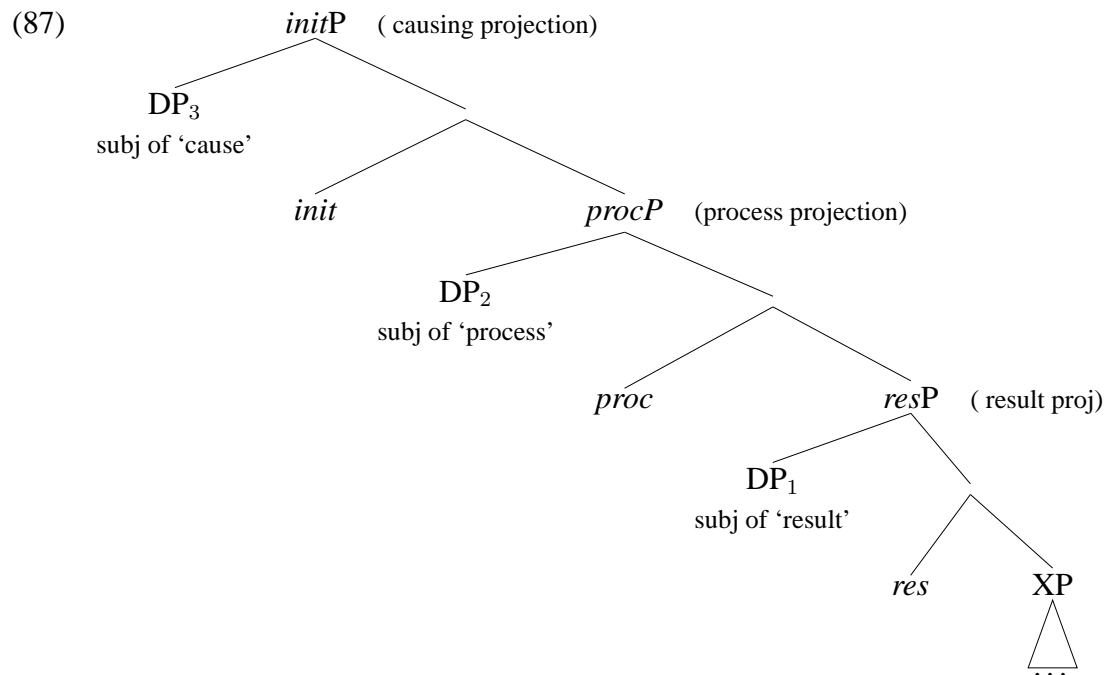 (87) initP ( causing projection)
DP₃
subj of ‘cause’
init procP (process projection)
DP₂
subj of ‘process’
proc resP ( result proj)
DP₁
subj of ‘result’
res XP
...